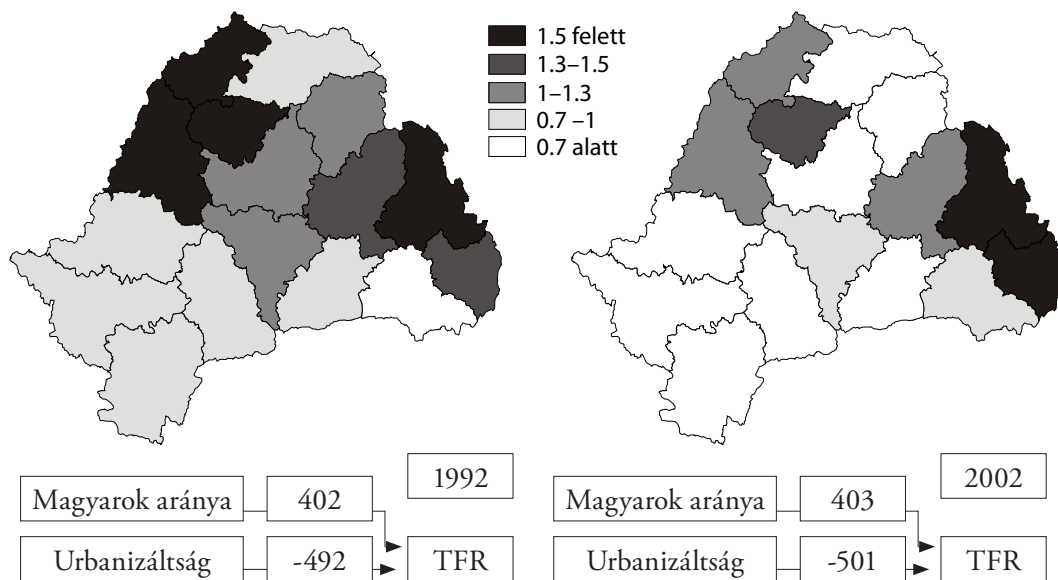 1.5 felett
1.3–1.5
1–1.3
0.7 –1
0.7 alatt
1992
Magyarok aránya 402
Urbanizáltság -492 TFR
2002
Magyarok aránya 403
Urbanizáltság -501 TFR